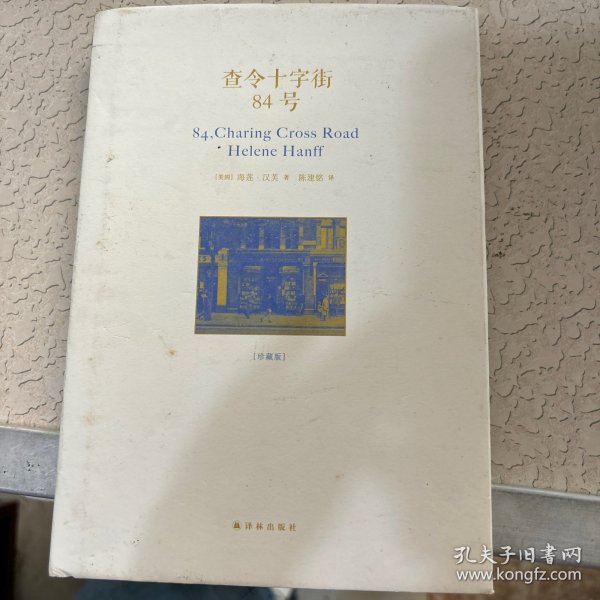 查令十字街
84号
84,Charing Cross Road
Helene Hanff
[美国] 海莲·汉芙 著 陈建铭 译
[珍藏版]
译林出版社
孔夫子旧书网
www.kongfz.com